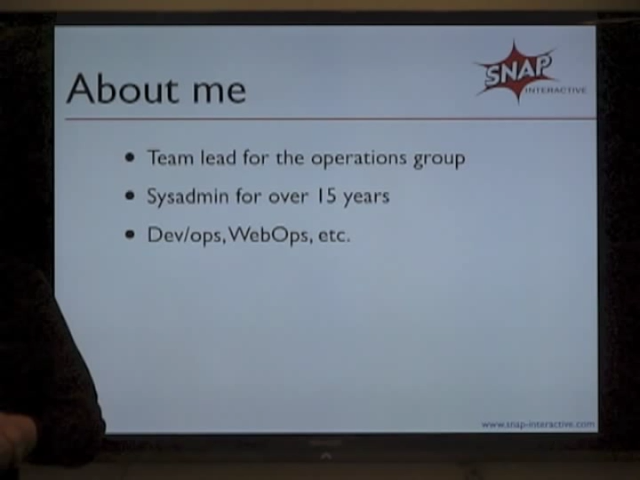 SNAP
INTERACTIVE
About me
Team lead for the operations group
Sysadmin for over 15 years
Dev/ops, WebOps, etc.
www.snap-interactive.com